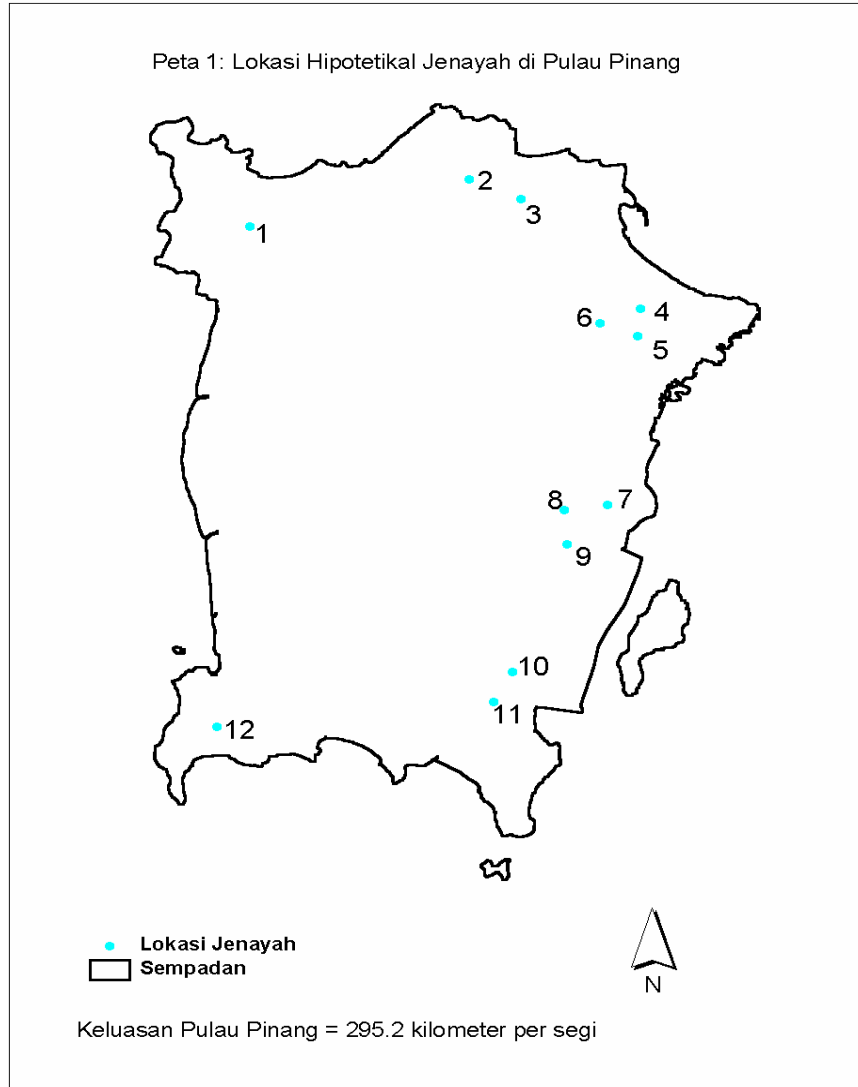 Peta 1: Lokasi Hipotetikal Jenayah di Pulau Pinang
2
3
1
4
6
5
8
7
9
10
11
12
Lokasi Jenayah
Sempadan
N
Keluasan Pulau Pinang = 295.2 kilometer per segi